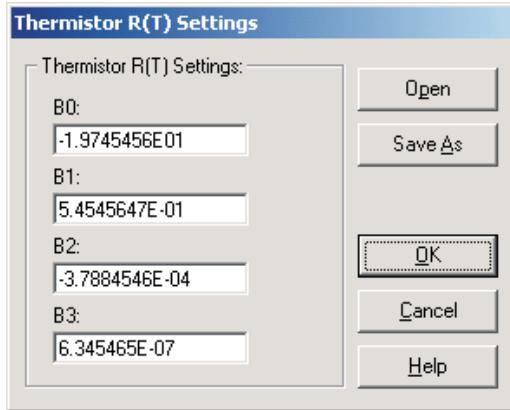 Thermistor R(T) Settings
Thermistor R(T) Settings:
B0:
-1.9745456E01
B1:
5.4545647E-01
B2:
-3.7884546E-04
B3:
6.345465E-07
Open
Save As
OK
Cancel
Help